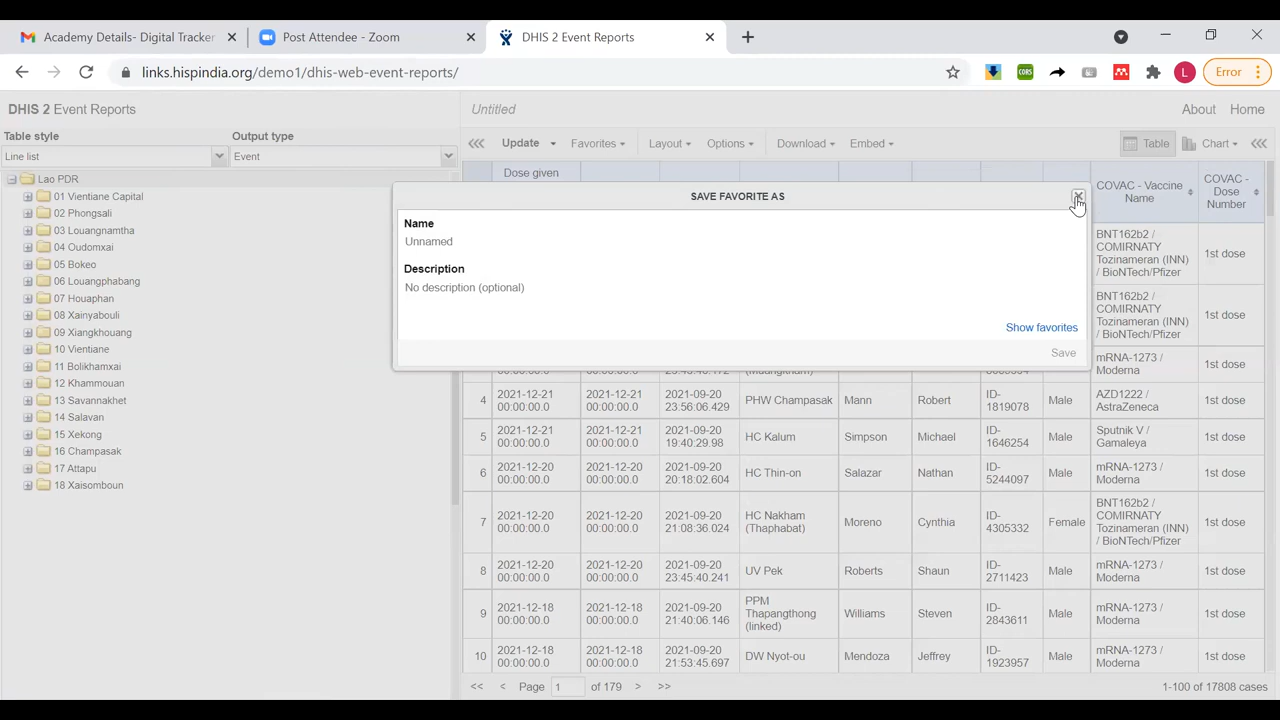 Academy Details- Digital Tracker
Post Attendee - Zoom
DHIS 2 Event Reports
links.hispindia.org/demo1/dhis-web-event-reports/
CORS
L
Error
DHIS 2 Event Reports
Untitled
About
Home
Table style
Output type
Update
Favorites
Layout
Options
Download
Embed
Table
Chart
Line list
Event
Lao PDR
01 Vientiane Capital
02 Phongsali
03 Louangnamtha
04 Oudomxai
05 Bokeo
06 Louangphabang
07 Houaphan
08 Xainyabouli
09 Xiangkhouang
10 Vientiane
11 Bolikhamxai
12 Khammouan
13 Savannakhet
14 Salavan
15 Xekong
16 Champasak
17 Attapu
18 Xaisomboun
Dose given
COVAC - Vaccine
Name
COVAC -
Dose
Number
SAVE FAVORITE AS
Name
Unnamed
Description
No description (optional)
Show favorites
Save
BNT162b2 /
COMIRNATY
Tozinameran (INN)
/ BioNTech/Pfizer
1st dose
BNT162b2 /
COMIRNATY
Tozinameran (INN)
/ BioNTech/Pfizer
1st dose
mRNA-1273 /
Moderna
1st dose
4
2021-12-21
00:00:00.0
2021-12-21
00:00:00.0
2021-09-20
23:56:06.429
PHW Champasak
Mann
Robert
ID-
1819078
Male
AZD1222 /
AstraZeneca
1st dose
5
2021-12-21
00:00:00.0
2021-12-21
00:00:00.0
2021-09-20
19:40:29.98
HC Kalum
Simpson
Michael
ID-
1646254
Male
Sputnik V /
Gamaleya
1st dose
6
2021-12-20
00:00:00.0
2021-12-20
00:00:00.0
2021-09-20
20:18:02.604
HC Thin-on
Salazar
Nathan
ID-
5244097
Male
mRNA-1273 /
Moderna
1st dose
7
2021-12-20
00:00:00.0
2021-12-20
00:00:00.0
2021-09-20
21:08:36.024
HC Nakham
(Thaphabat)
Moreno
Cynthia
ID-
4305332
Female
BNT162b2 /
COMIRNATY
Tozinameran (INN)
/ BioNTech/Pfizer
1st dose
8
2021-12-20
00:00:00.0
2021-12-20
00:00:00.0
2021-09-20
23:45:40.241
UV Pek
Roberts
Shaun
ID-
2711423
Male
mRNA-1273 /
Moderna
1st dose
9
2021-12-18
00:00:00.0
2021-12-18
00:00:00.0
2021-09-20
21:40:06.146
PPM
Thapangthong
(linked)
Williams
Steven
ID-
2843611
Male
mRNA-1273 /
Moderna
1st dose
10
2021-12-18
00:00:00.0
2021-12-18
00:00:00.0
2021-09-20
21:53:45.697
DW Nyot-ou
Mendoza
Jeffrey
ID-
1923957
Male
mRNA-1273 /
Moderna
1st dose
<< < Page 1 of 179 > >>
1-100 of 17808 cases